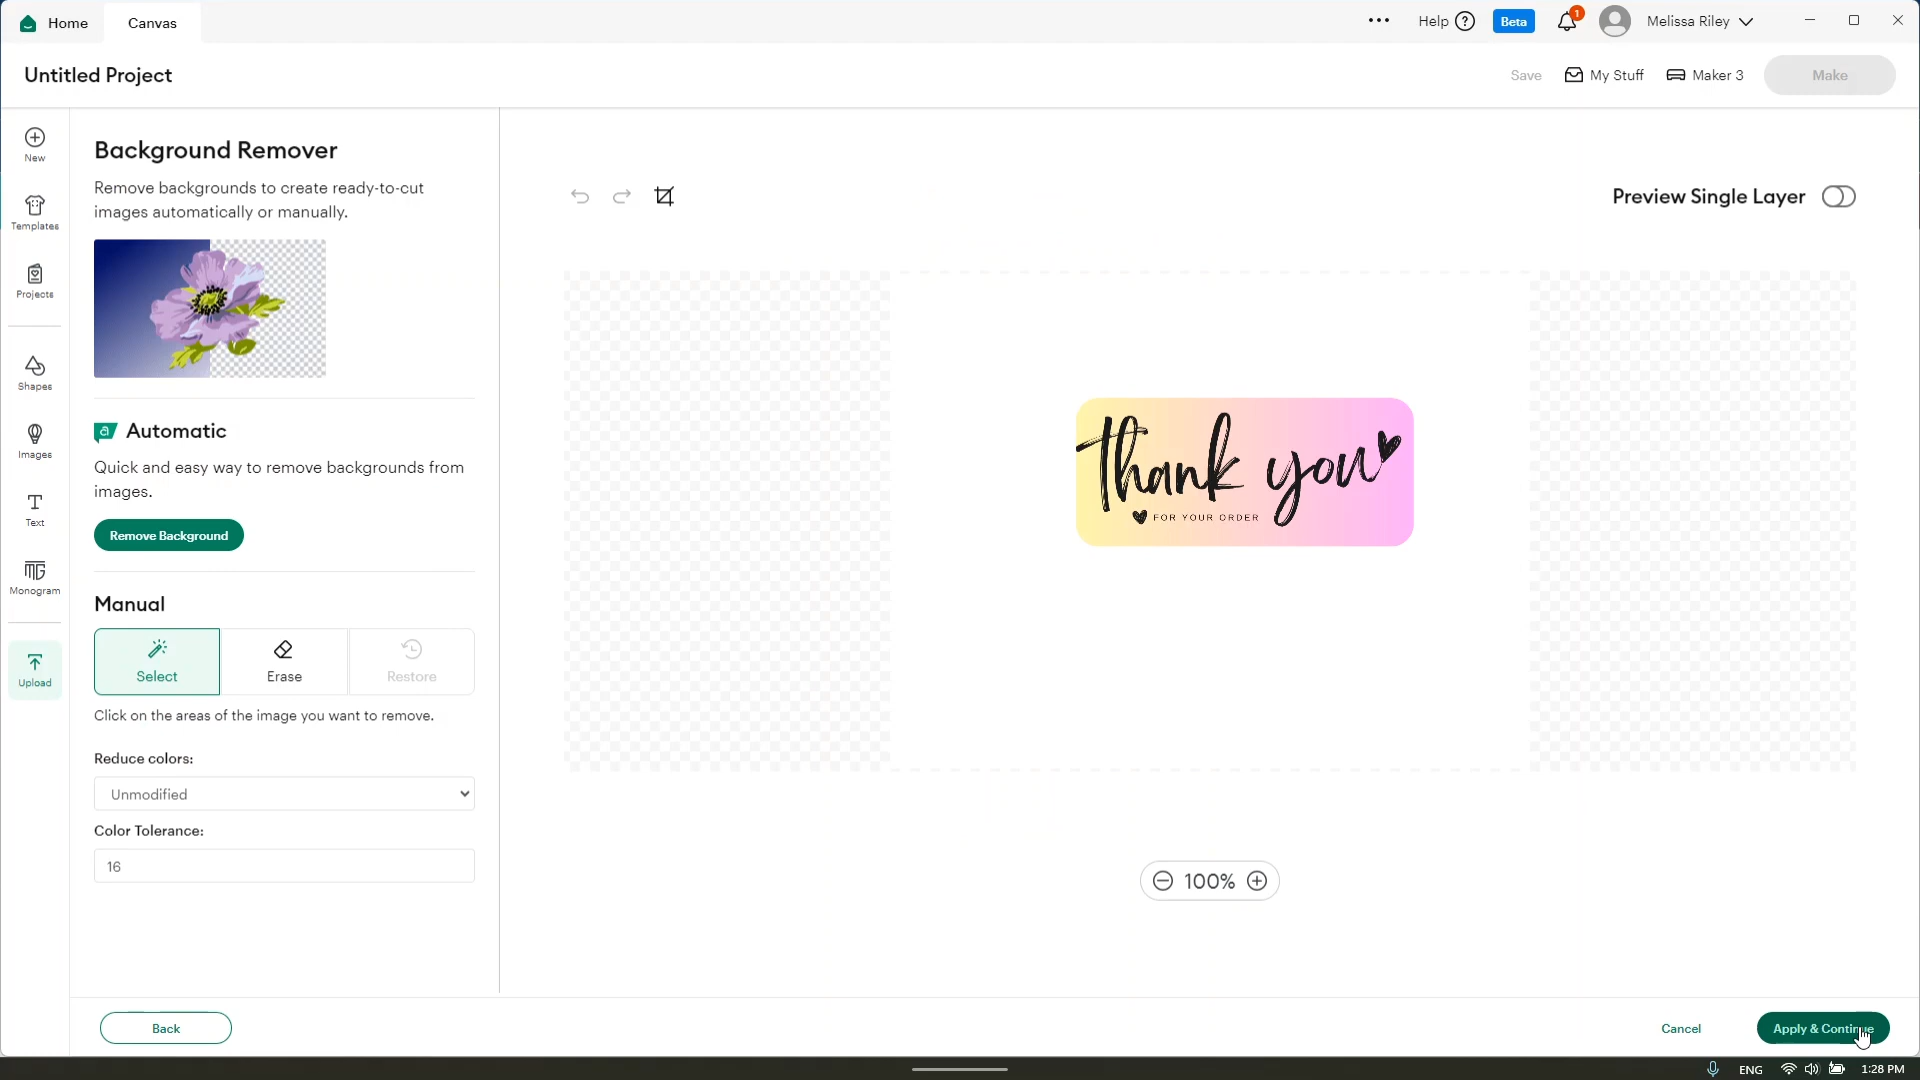 Home
Canvas
Help
Beta
1
Melissa Riley
Untitled Project
Save
My Stuff
Maker 3
Make
New
Templates
Projects
Shapes
Images
Text
Monogram
Upload
Background Remover
Remove backgrounds to create ready-to-cut
images automatically or manually.
Automatic
Quick and easy way to remove backgrounds from
images.
Remove Background
Manual
Select
Erase
Restore
Click on the areas of the image you want to remove.
Reduce colors:
Unmodified
Color Tolerance:
16
Preview Single Layer
thank you
FOR YOUR ORDER
100%
Back
Cancel
Apply & Continue
ENG
1:28 PM